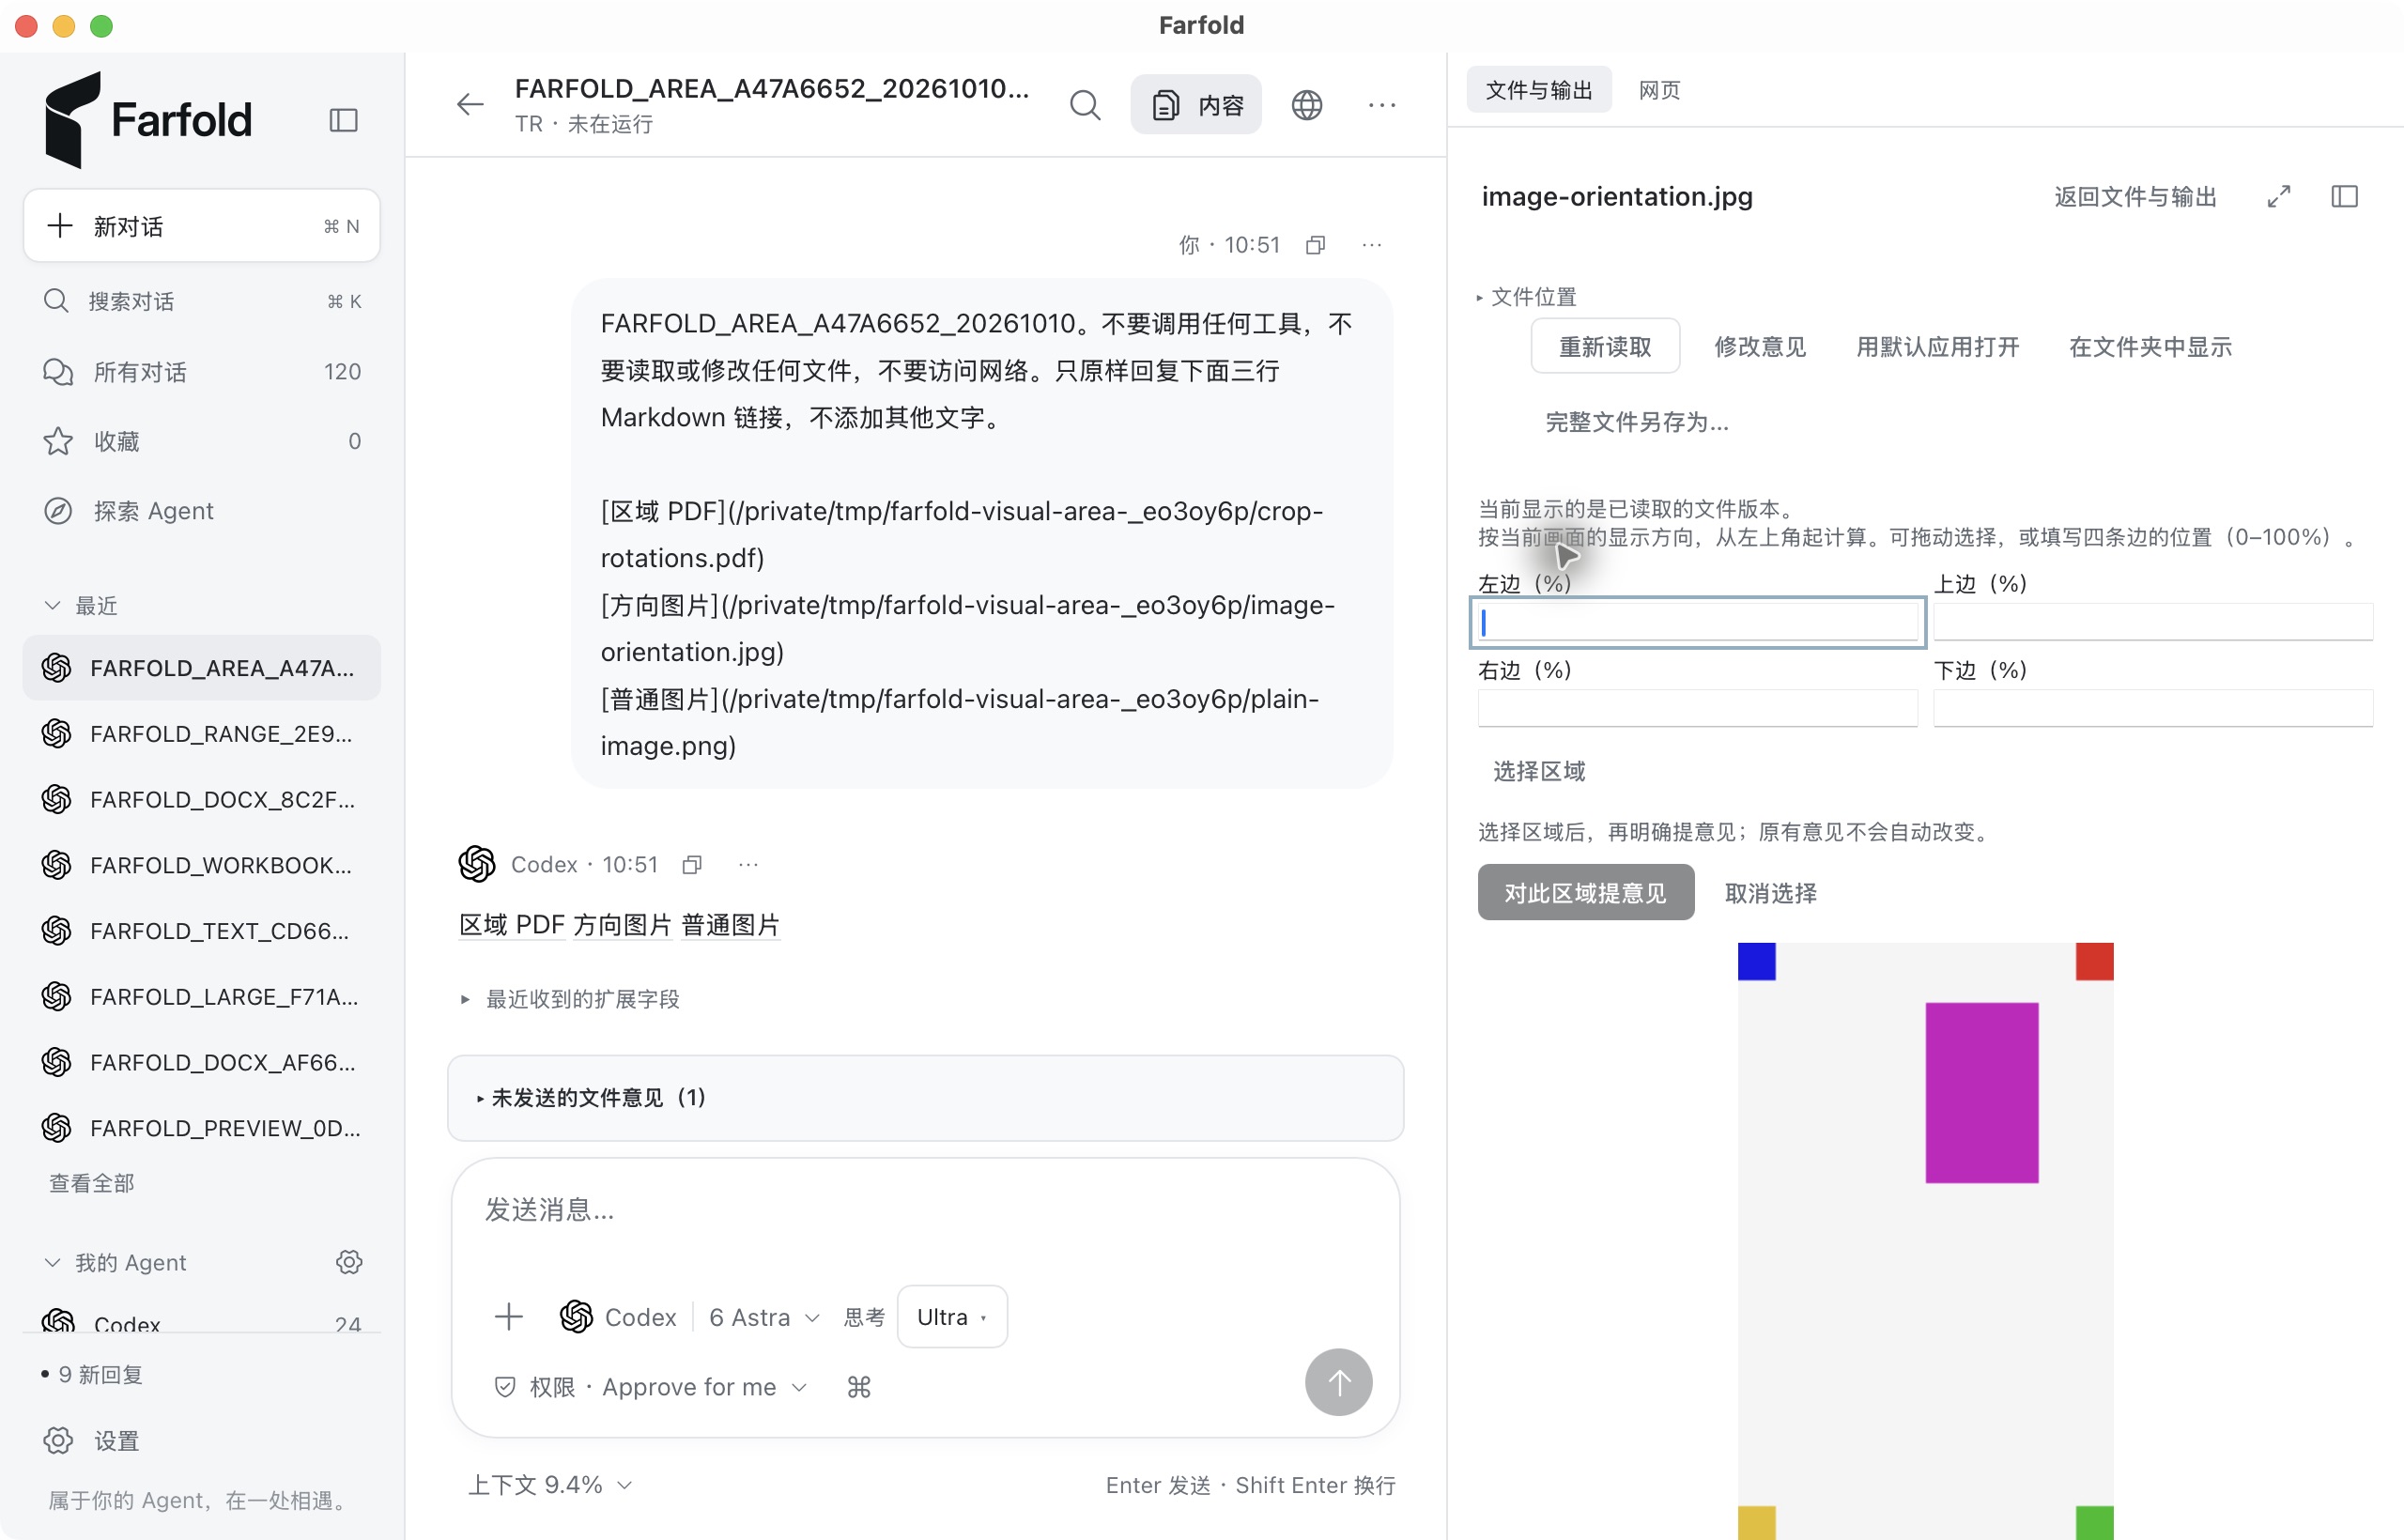 Farfold
Farfold
新对话
⌘ N
搜索对话
⌘ K
所有对话
120
收藏
0
探索 Agent
最近
FARFOLD_AREA_A47A...
FARFOLD_RANGE_2E9...
FARFOLD_DOCX_8C2F...
FARFOLD_WORKBOOK...
FARFOLD_TEXT_CD66...
FARFOLD_LARGE_F71A...
FARFOLD_DOCX_AF66...
FARFOLD_PREVIEW_0D...
查看全部
我的 Agent
Codex
24
9 新回复
设置
属于你的 Agent，在一处相遇。
FARFOLD_AREA_A47A6652_20261010...
TR · 未在运行
内容
你 · 10:51
FARFOLD_AREA_A47A6652_20261010。不要调用任何工具，不
要读取或修改任何文件，不要访问网络。只原样回复下面三行
Markdown 链接，不添加其他文字。
[区域 PDF](/private/tmp/farfold-visual-area-_eo3oy6p/crop-
rotations.pdf)
[方向图片](/private/tmp/farfold-visual-area-_eo3oy6p/image-
orientation.jpg)
[普通图片](/private/tmp/farfold-visual-area-_eo3oy6p/plain-
image.png)
Codex · 10:51
区域 PDF 方向图片 普通图片
最近收到的扩展字段
未发送的文件意见（1）
发送消息...
Codex
6 Astra
思考
Ultra
权限 · Approve for me
⌘
上下文 9.4%
Enter 发送 · Shift Enter 换行
文件与输出
网页
image-orientation.jpg
返回文件与输出
文件位置
重新读取
修改意见
用默认应用打开
在文件夹中显示
完整文件另存为...
当前显示的是已读取的文件版本。
按当前画面的显示方向，从左上角起计算。可拖动选择，或填写四条边的位置（0–100%）。
左边（%）
上边（%）
右边（%）
下边（%）
选择区域
选择区域后，再明确提意见；原有意见不会自动改变。
对此区域提意见
取消选择